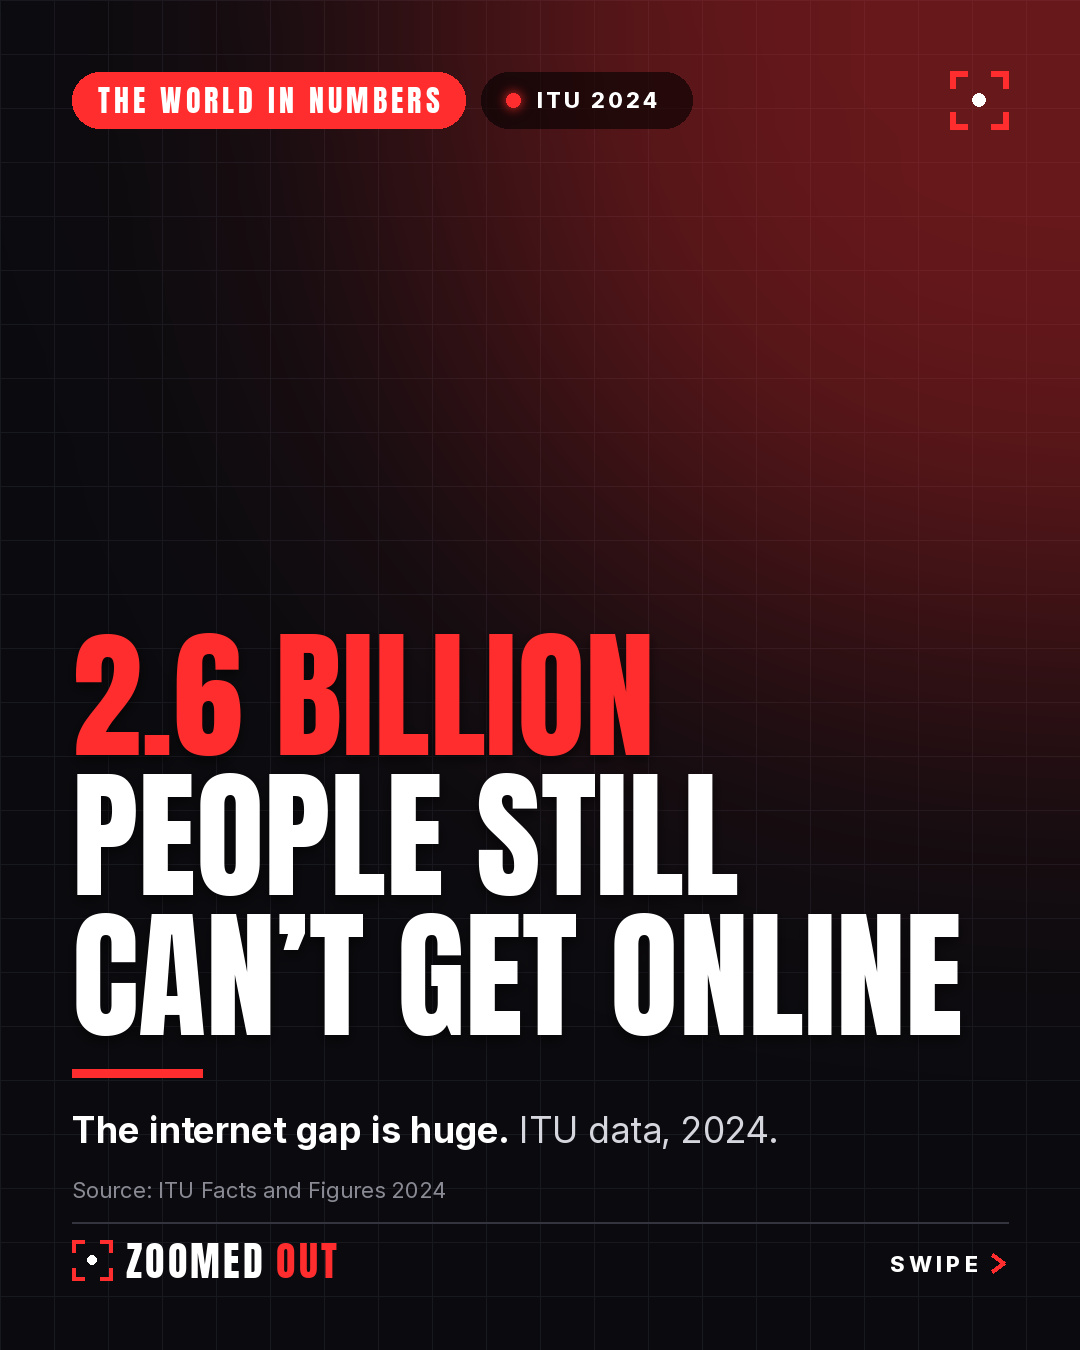 THE WORLD IN NUMBERS
ITU 2024
2.6 BILLION
PEOPLE STILL
CAN’T GET ONLINE
The internet gap is huge. ITU data, 2024.
Source: ITU Facts and Figures 2024
ZOOMED OUT
SWIPE